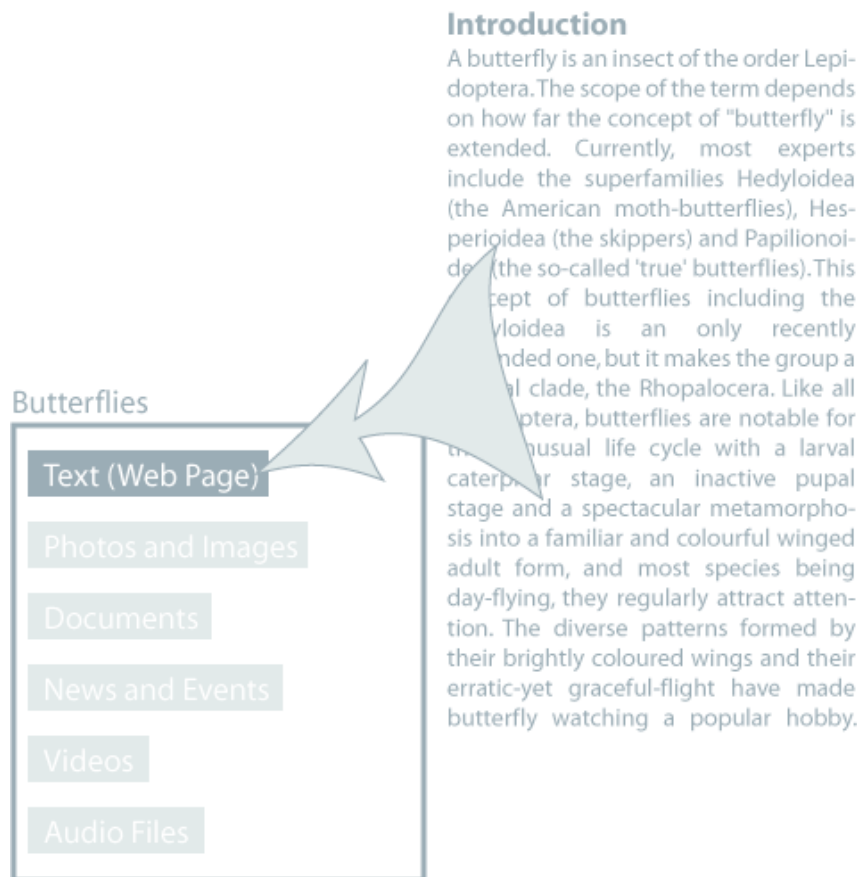 Introduction
A butterfly is an insect of the order Lepi-
doptera. The scope of the term depends
on how far the concept of "butterfly" is
extended. Currently, most experts
include the superfamilies Hedyloidea
(the American moth-butterflies), Hes-
perioidea (the skippers) and Papilionoi-
(the so-called 'true' butterflies). This
of butterflies including the
is an only recently
one, but it makes the group a
clade, the Rhopalocera. Like all
butterflies are notable for
life cycle with a larval
stage, an inactive pupal
stage and a spectacular metamorpho-
sis into a familiar and colourful winged
adult form, and most species being
day-flying, they regularly attract atten-
tion. The diverse patterns formed by
their brightly coloured wings and their
erratic-yet graceful-flight have made
butterfly watching a popular hobby.
Butterflies
Text (Web Page)
Photos and Images
Documents
News and Events
Videos
Audio Files